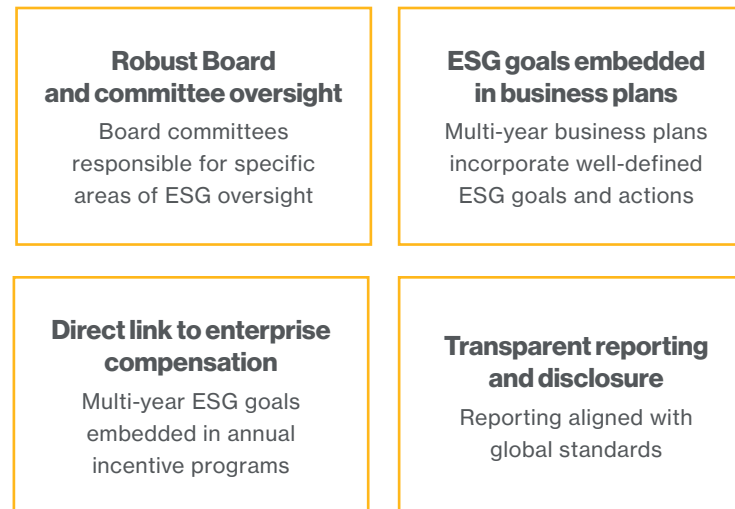 Robust Board
and committee oversight
Board committees
responsible for specific
areas of ESG oversight
ESG goals embedded
in business plans
Multi-year business plans
incorporate well-defined
ESG goals and actions
Direct link to enterprise
compensation
Multi-year ESG goals
embedded in annual
incentive programs
Transparent reporting
and disclosure
Reporting aligned with
global standards